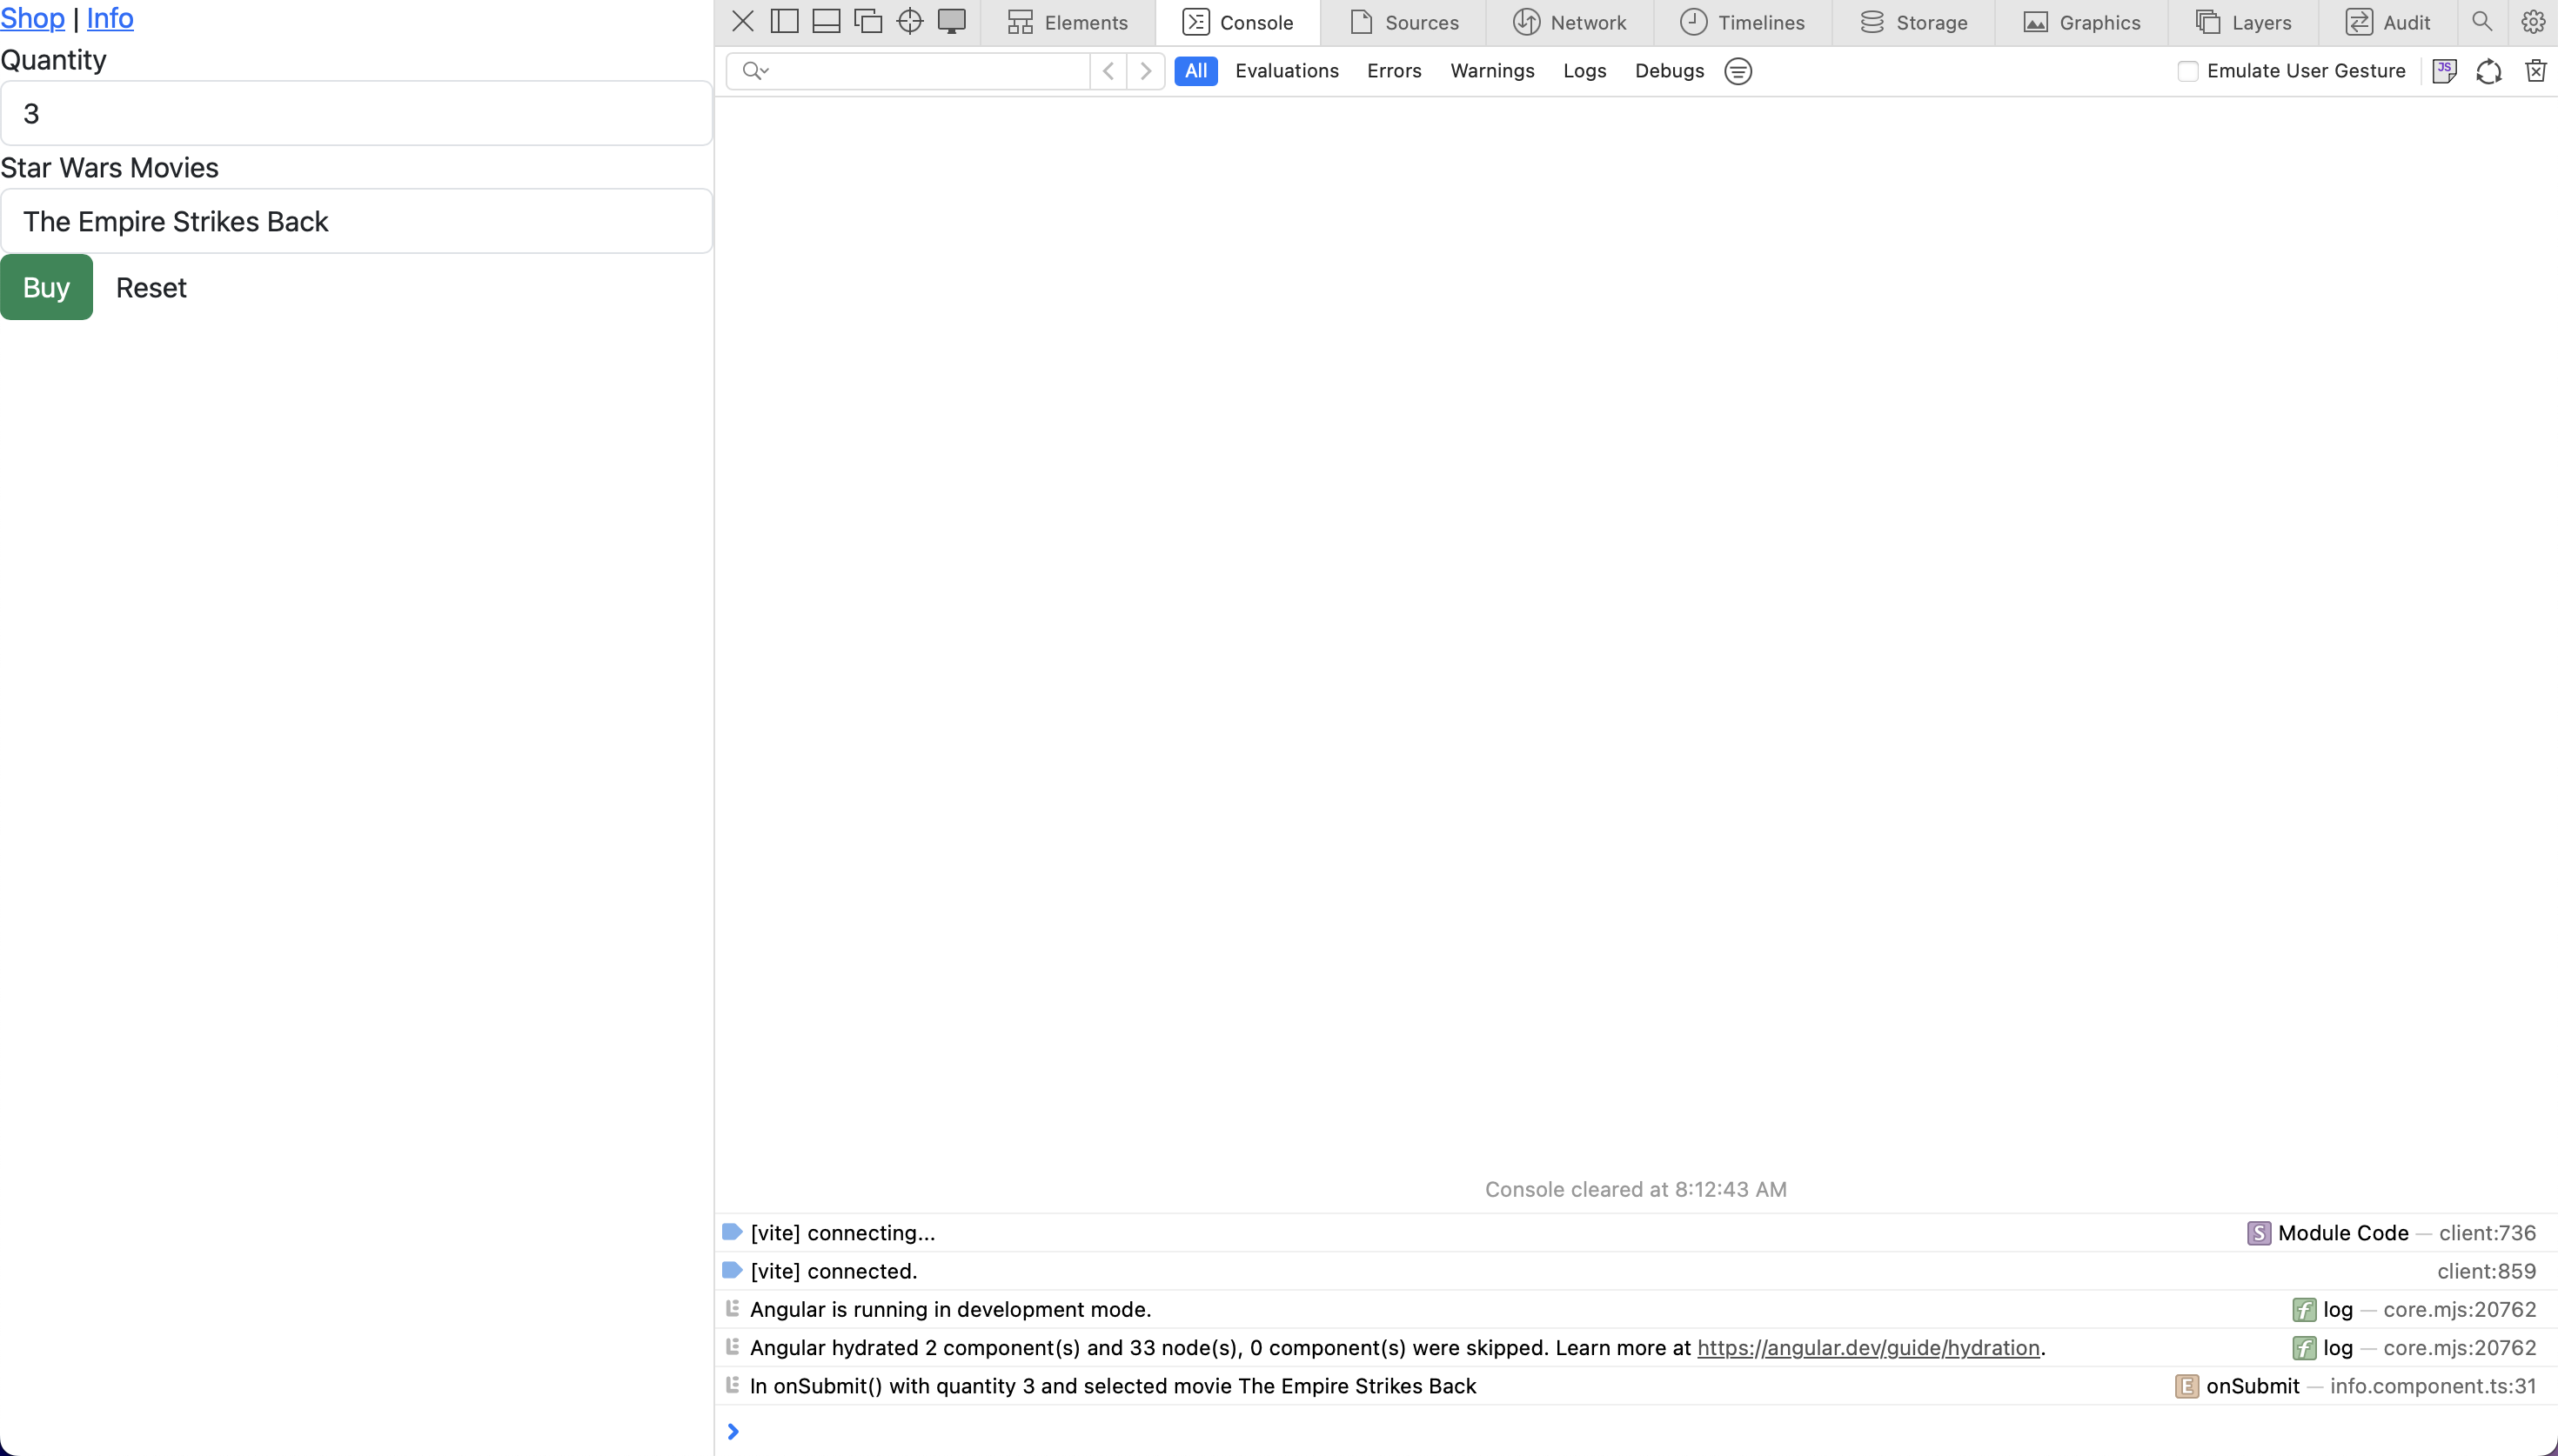 Shop | Info
Quantity
3
Star Wars Movies
The Empire Strikes Back
Buy Reset
Elements Console Sources Network Timelines Storage Graphics Layers Audit
All Evaluations Errors Warnings Logs Debugs Emulate User Gesture JS
Console cleared at 8:12:43 AM
[vite] connecting... S Module Code — client:736
[vite] connected. client:859
Angular is running in development mode. f log — core.mjs:20762
Angular hydrated 2 component(s) and 33 node(s), 0 component(s) were skipped. Learn more at https://angular.dev/guide/hydration. f log — core.mjs:20762
In onSubmit() with quantity 3 and selected movie The Empire Strikes Back E onSubmit — info.component.ts:31